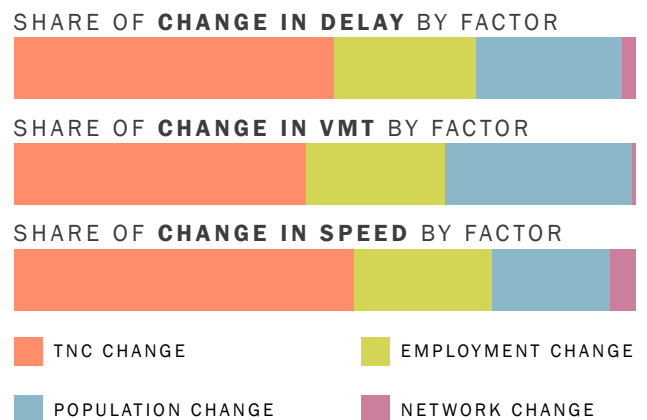 SHARE OF CHANGE IN DELAY BY FACTOR
SHARE OF CHANGE IN VMT BY FACTOR
SHARE OF CHANGE IN SPEED BY FACTOR
TNC CHANGE
EMPLOYMENT CHANGE
POPULATION CHANGE
NETWORK CHANGE